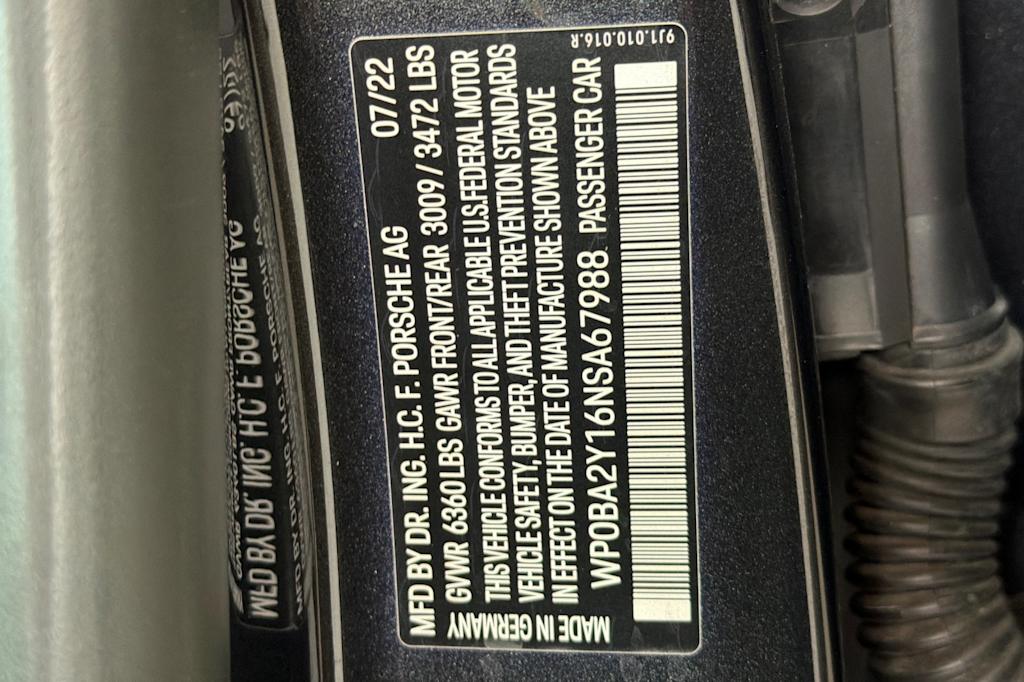 MFD BY DR. ING. H.C. F. PORSCHE AG 07/22
GVWR 6360LBS GAWR FRONT/REAR 3009/3472 LBS
THIS VEHICLE CONFORMS TO ALL APPLICABLE U.S.FEDERAL MOTOR
VEHICLE SAFETY, BUMPER, AND THEFT PREVENTION STANDARDS
IN EFFECT ON THE DATE OF MANUFACTURE SHOWN ABOVE
WP0BA2Y16NSA67988 PASSENGER CAR
MADE IN GERMANY
9J1.010.016.R